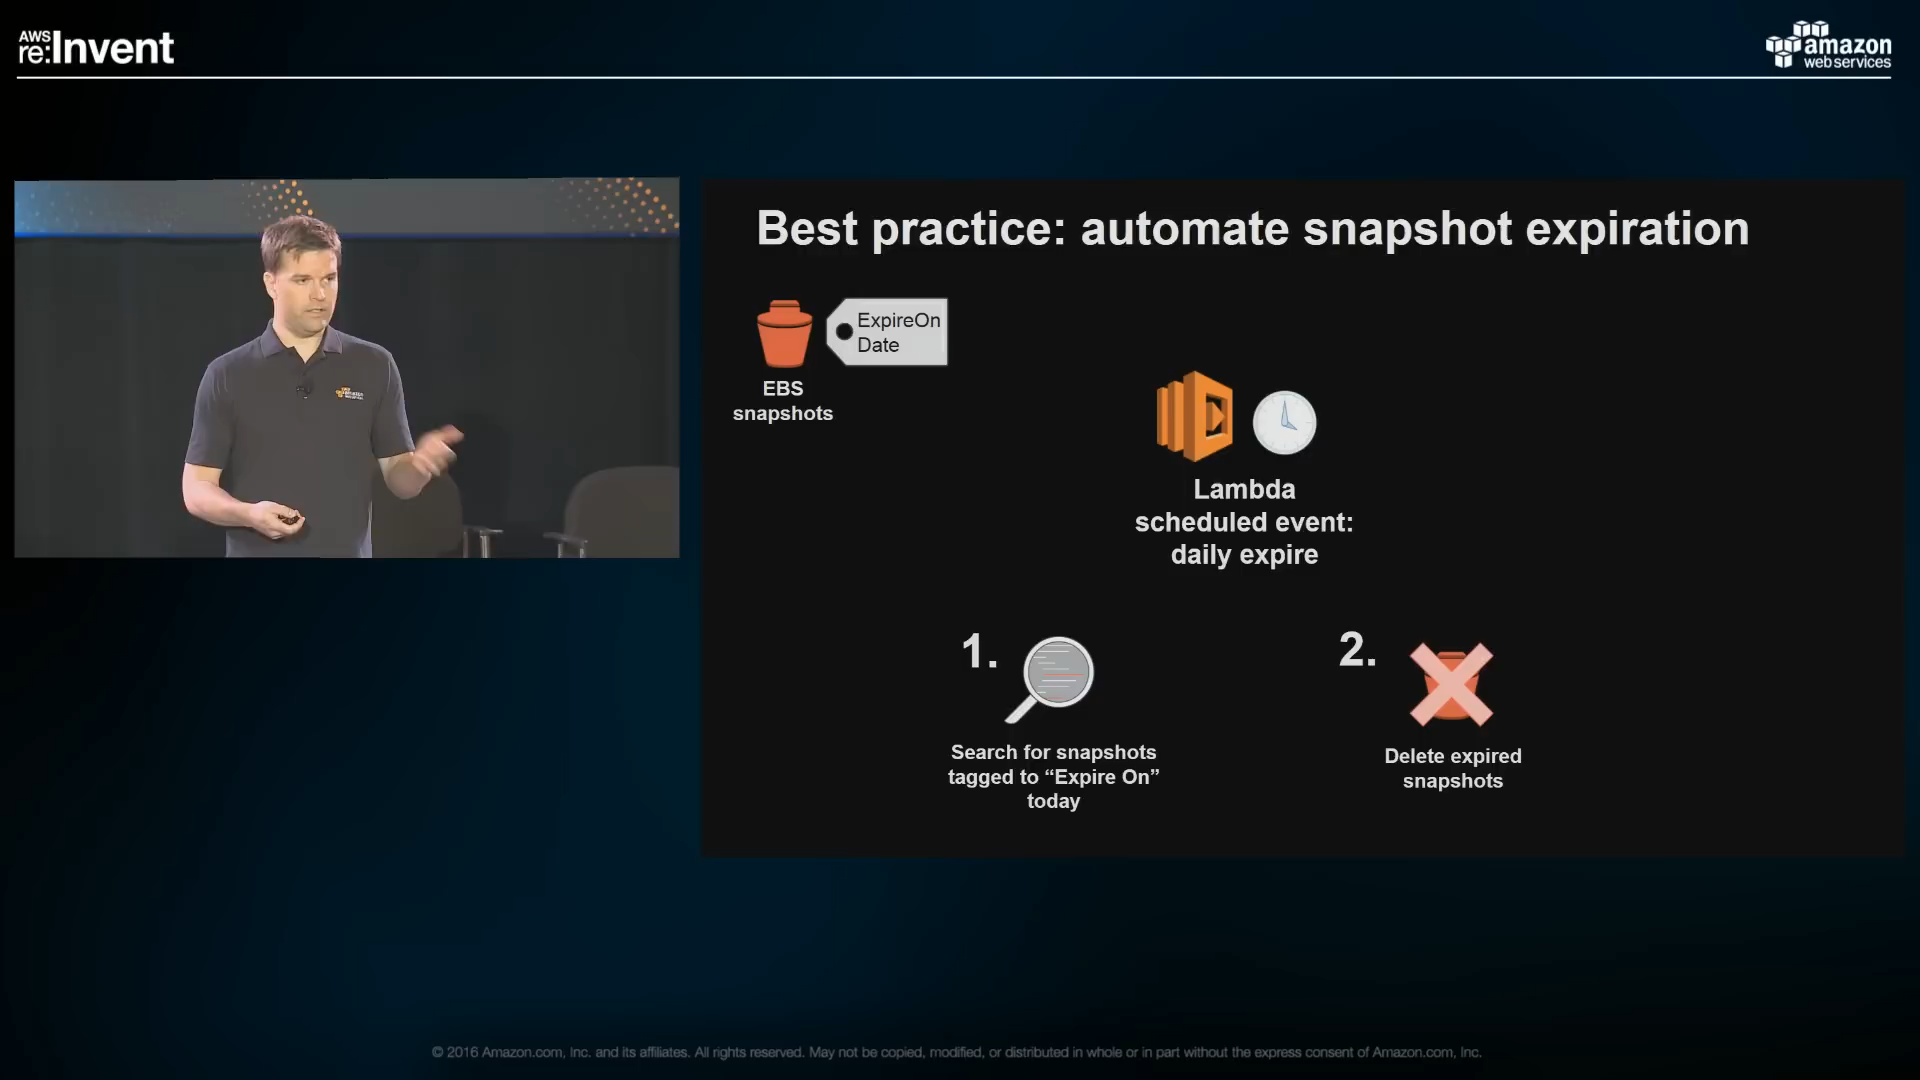 AWS
re:Invent
amazon
web services
Best practice: automate snapshot expiration
ExpireOn
Date
EBS
snapshots
Lambda
scheduled event:
daily expire
1.
Search for snapshots
tagged to “Expire On”
today
2.
Delete expired
snapshots
© 2016 Amazon.com, Inc. and its affiliates. All rights reserved. May not be copied, modified, or distributed in whole or in part without the express consent of Amazon.com, Inc.